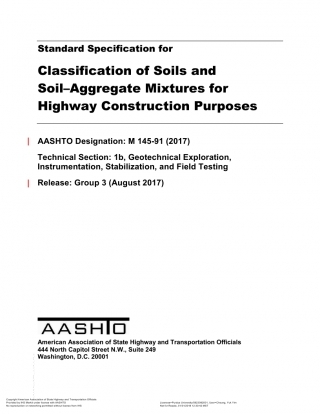 Standard Specification for
Classification of Soils and
Soil–Aggregate Mixtures for
Highway Construction Purposes
AASHTO Designation: M 145-91 (2017)
Technical Section: 1b, Geotechnical Exploration,
Instrumentation, Stabilization, and Field Testing
Release: Group 3 (August 2017)
AASHTO
American Association of State Highway and Transportation Officials
444 North Capitol Street N.W., Suite 249
Washington, D.C. 20001